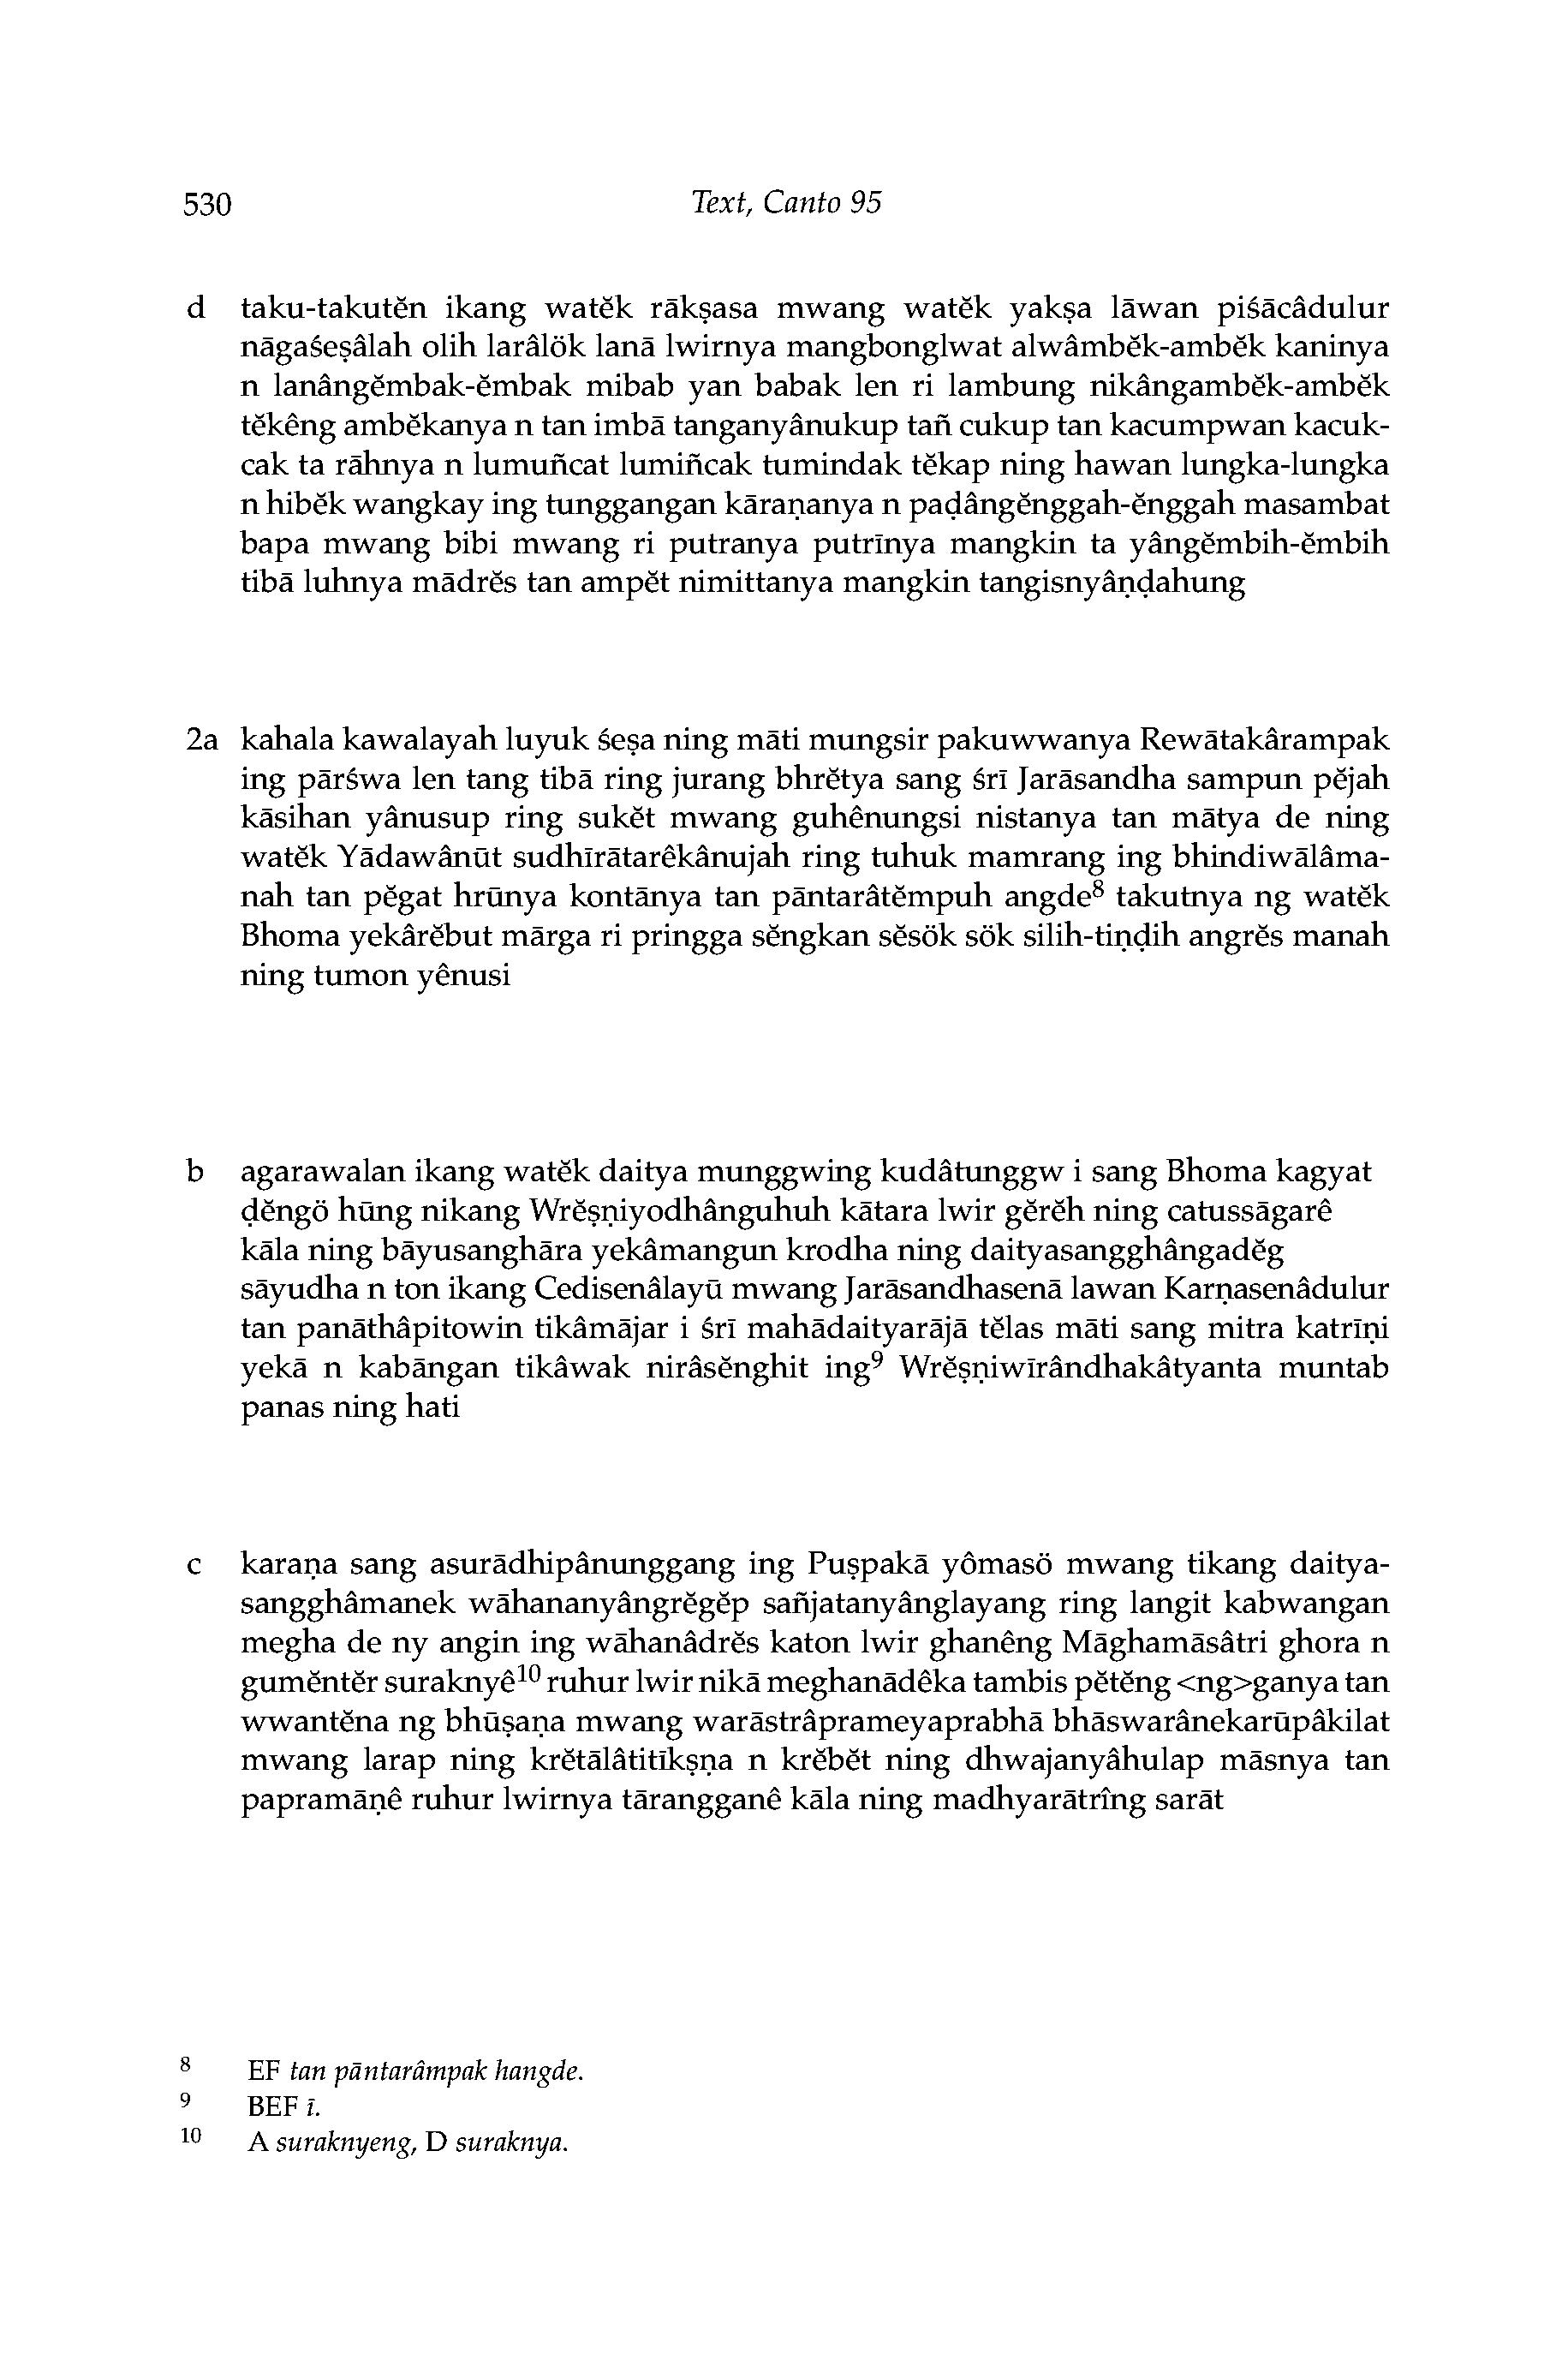 530 Text, Canto 95
d taku-takutĕn ikang watĕk rākṣasa mwang watĕk yakṣa lāwan piśācâdulur
nāgaśeṣâlah olih larâlök lanā lwirnya mangbonglwat alwâmbĕk-ambĕk kaninya
n lanângĕmbak-ĕmbak mibab yan babak len ri lambung nikângambĕk-ambĕk
tĕkêng ambĕkanya n tan imbā tanganyânukup tañ cukup tan kacumpwan kacuk-
cak ta rāhnya n lumuñcat lumiñcak tumindak tĕkap ning hawan lungka-lungka
n hibĕk wangkay ing tunggangan kāraṇanya n paḍângĕnggah-ĕnggah masambat
bapa mwang bibi mwang ri putranya putrīnya mangkin ta yângĕmbih-ĕmbih
tibā luhnya mādrĕs tan ampĕt nimittanya mangkin tangisnyâṇḍahung
2a kahala kawalayah luyuk śeṣa ning māti mungsir pakuwwanya Rewātakârampak
ing pārśwa len tang tibā ring jurang bhrĕtya sang śrī Jarāsandha sampun pĕjah
kāsihan yânusup ring sukĕt mwang guhênungsi nistanya tan mātya de ning
watĕk Yādawânūt sudhīrātarêkânujah ring tuhuk mamrang ing bhindiwālâma-
nah tan pĕgat hrūnya kontānya tan pāntarâtĕmpuh angde⁸ takutnya ng watĕk
Bhoma yekârĕbut mārga ri pringga sĕngkan sĕsök sök silih-tiṇḍih angrĕs manah
ning tumon yênusi
b agarawalan ikang watĕk daitya munggwing kudâtunggw i sang Bhoma kagyat
ḍĕngö hūng nikang Wrĕṣṇiyodhânguhuh kātara lwir gĕrĕh ning catussāgarê
kāla ning bāyusanghāra yekâmangun krodha ning daityasangghângadĕg
sāyudha n ton ikang Cedisenâlayū mwang Jarāsandhasenā lawan Karṇasenâdulur
tan panāthâpitowin tikâmājar i śrī mahādaityarājā tĕlas māti sang mitra katrīṇi
yekā n kabāngan tikâwak nirâsĕnghit ing⁹ Wrĕṣṇiwīrândhakâtyanta muntab
panas ning hati
c karaṇa sang asurādhipânunggang ing Puṣpakā yômasö mwang tikang daitya-
sangghâmanek wāhananyângrĕgĕp sañjatanyânglayang ring langit kabwangan
megha de ny angin ing wāhanâdrĕs katon lwir ghanêng Māghamāsâtri ghora n
gumĕntĕr suraknyê¹⁰ ruhur lwir nikā meghanādêka tambis pĕtĕng <ng>ganya tan
wwantĕna ng bhūṣaṇa mwang warāstrâprameyaprabhā bhāswarânekarūpâkilat
mwang larap ning krĕtālâtitīkṣṇa n krĕbĕt ning dhwajanyâhulap māsnya tan
papramāṇê ruhur lwirnya tārangganê kāla ning madhyarātrîng sarāt
8 EF tan pāntarâmpak hangde.
9 BEF ī.
10 A suraknyeng, D suraknya.